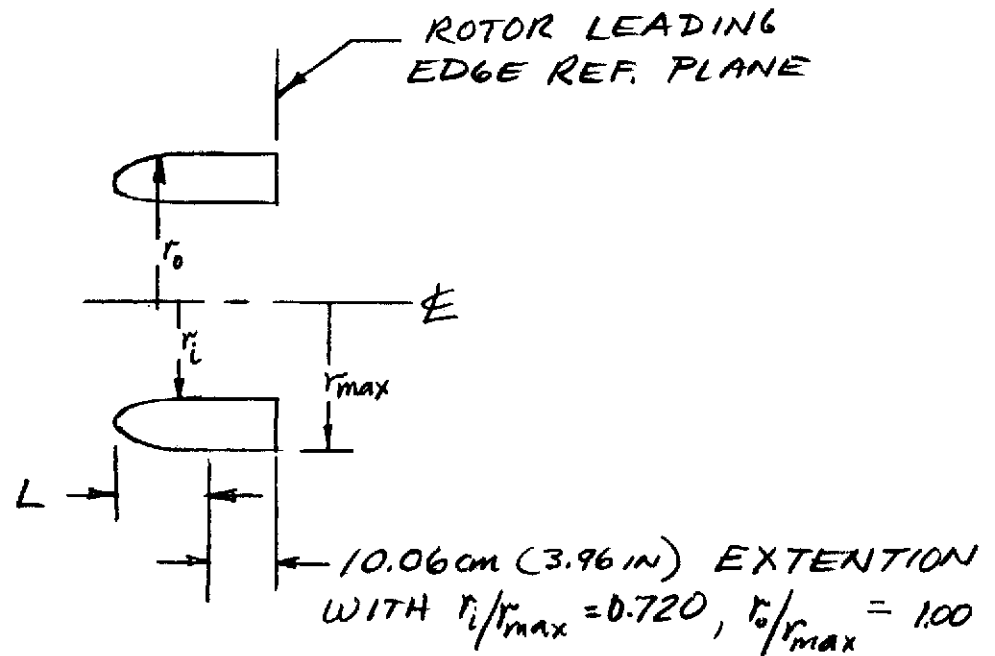 ROTOR LEADING
EDGE REF. PLANE
r₀
℄
rᵢ
rmax
L
10.06cm (3.96 IN) EXTENTION
WITH rᵢ/rmax = 0.720, r₀/rmax = 1.00